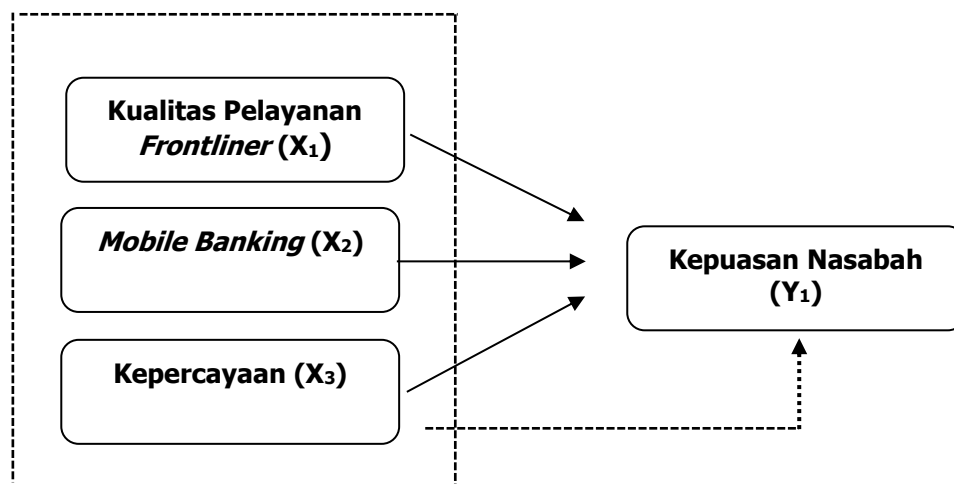 Kualitas Pelayanan
Frontliner (X₁)
Mobile Banking (X₂)
Kepercayaan (X₃)
Kepuasan Nasabah
(Y₁)